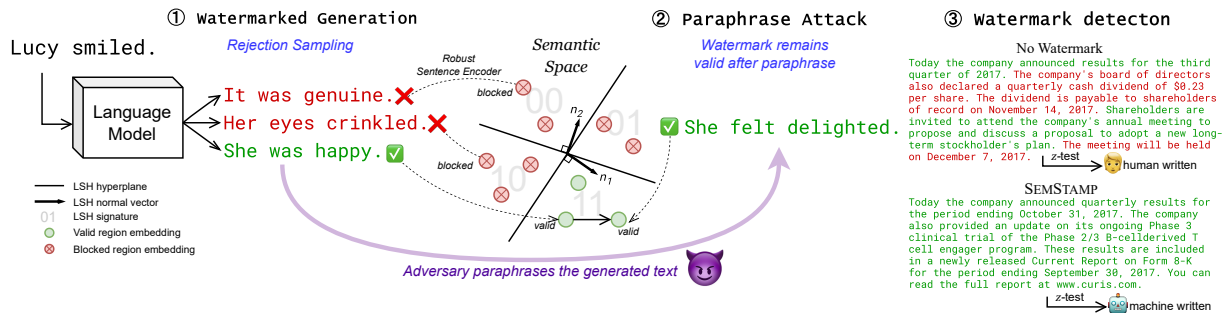 ① Watermarked Generation
Lucy smiled.
Rejection Sampling
Language
Model
It was genuine.
Her eyes crinkled.
She was happy.
LSH hyperplane
LSH normal vector
01 LSH signature
Valid region embedding
Blocked region embedding
Robust
Sentence Encoder
Semantic
Space
blocked
blocked
00
01
10
11
n2
n1
valid
valid
Adversary paraphrases the generated text
② Paraphrase Attack
Watermark remains
valid after paraphrase
She felt delighted.
③ Watermark detecton
No Watermark
Today the company announced results for the third
quarter of 2017. The company's board of directors
also declared a quarterly cash dividend of $0.23
per share. The dividend is payable to shareholders
of record on November 14, 2017. Shareholders are
invited to attend the company's annual meeting to
propose and discuss a proposal to adopt a new long-
term stockholder's plan. The meeting will be held
on December 7, 2017.
z-test
human written
SEMSTAMP
Today the company announced quarterly results for
the period ending October 31, 2017. The company
also provided an update on its ongoing Phase 3
clinical trial of the Phase 2/3 B-cellderived T
cell engager program. These results are included
in a newly released Current Report on Form 8-K
for the period ending September 30, 2017. You can
read the full report at www.curis.com.
z-test
machine written